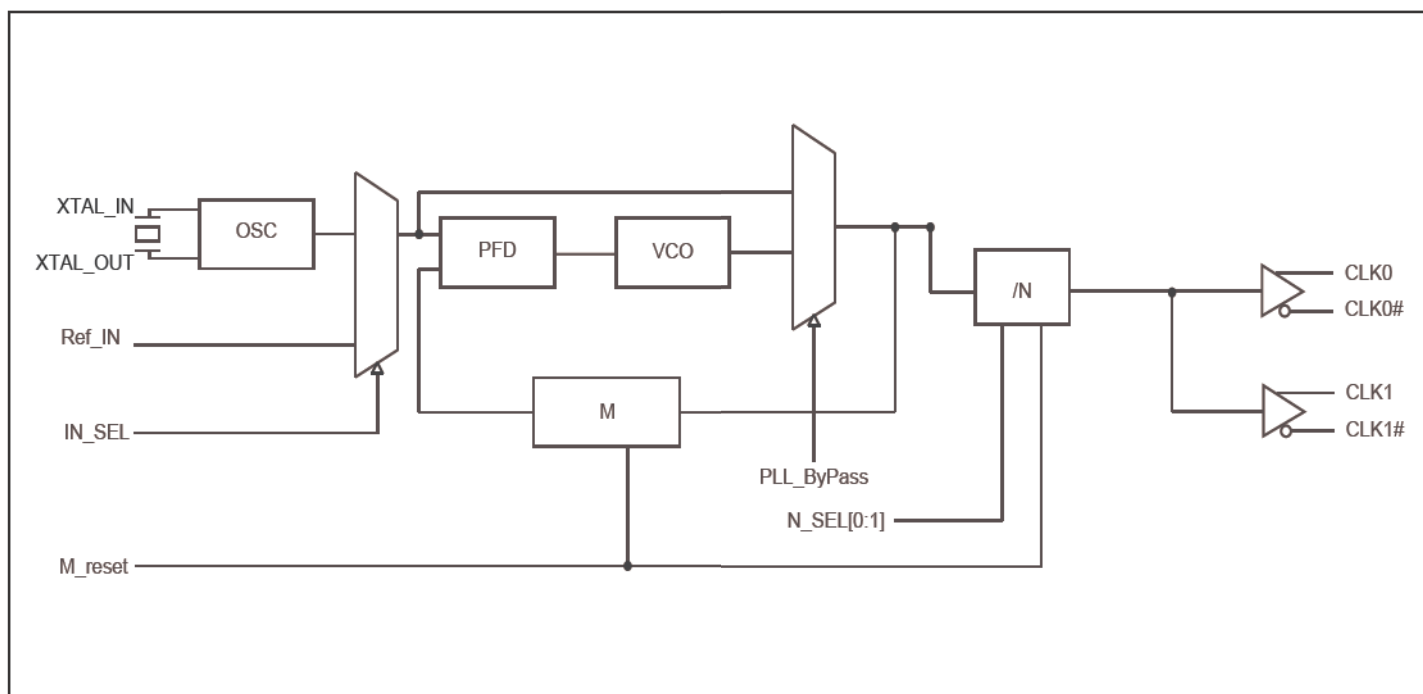 XTAL_IN
OSC
XTAL_OUT
PFD
VCO
/N
CLK0
CLK0#
Ref_IN
IN_SEL
M
CLK1
CLK1#
PLL_ByPass
N_SEL[0:1]
M_reset